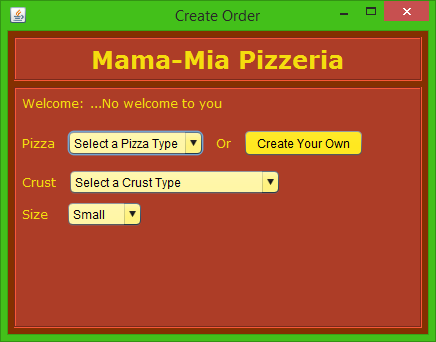 Create Order
Mama-Mia Pizzeria
Welcome: ...No welcome to you
Pizza Select a Pizza Type Or Create Your Own
Crust Select a Crust Type
Size Small